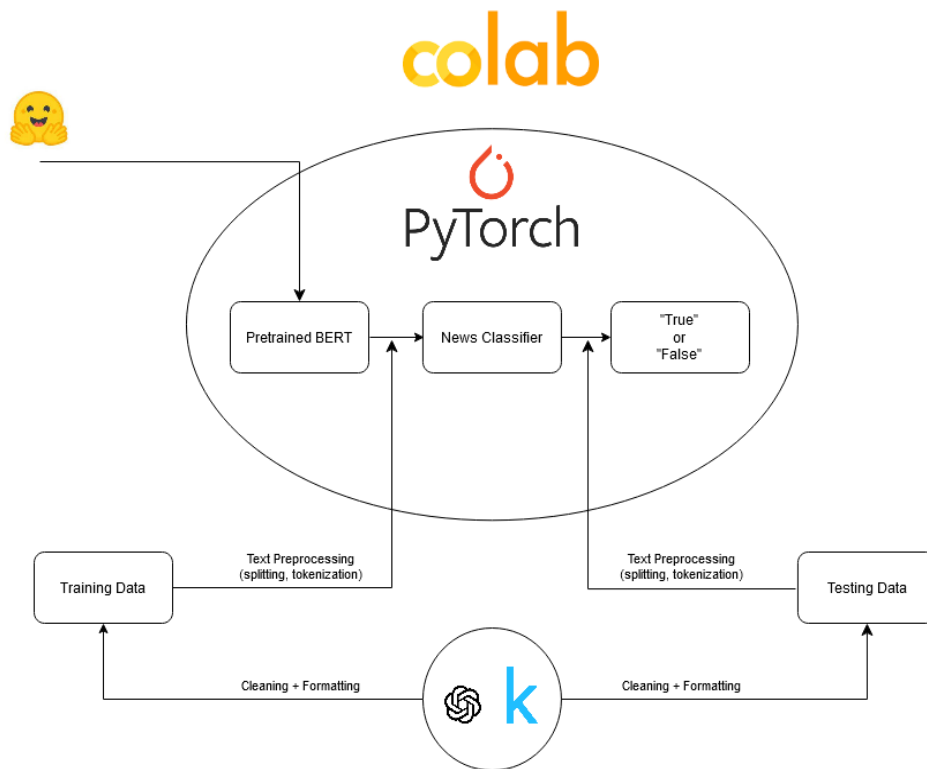 colab
PyTorch
Pretrained BERT
News Classifier
"True"
or
"False"
Text Preprocessing
(splitting, tokenization)
Text Preprocessing
(splitting, tokenization)
Training Data
Testing Data
Cleaning + Formatting
k
Cleaning + Formatting